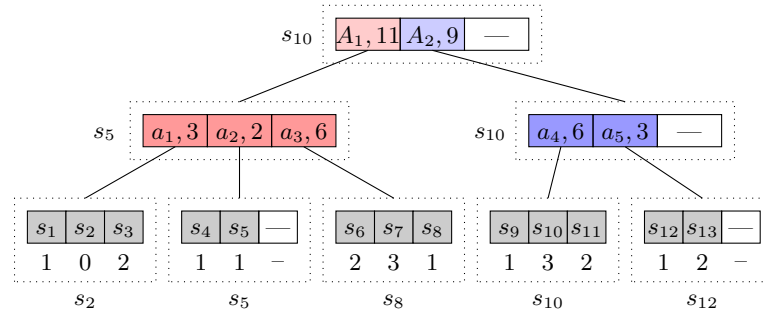 s₁₀ A₁, 11 A₂, 9 —
s₅ a₁, 3 a₂, 2 a₃, 6
s₁₀ a₄, 6 a₅, 3 —
s₁ s₂ s₃
1 0 2
s₂
s₄ s₅ —
1 1 –
s₅
s₆ s₇ s₈
2 3 1
s₈
s₉ s₁₀ s₁₁
1 3 2
s₁₀
s₁₂ s₁₃ —
1 2 –
s₁₂